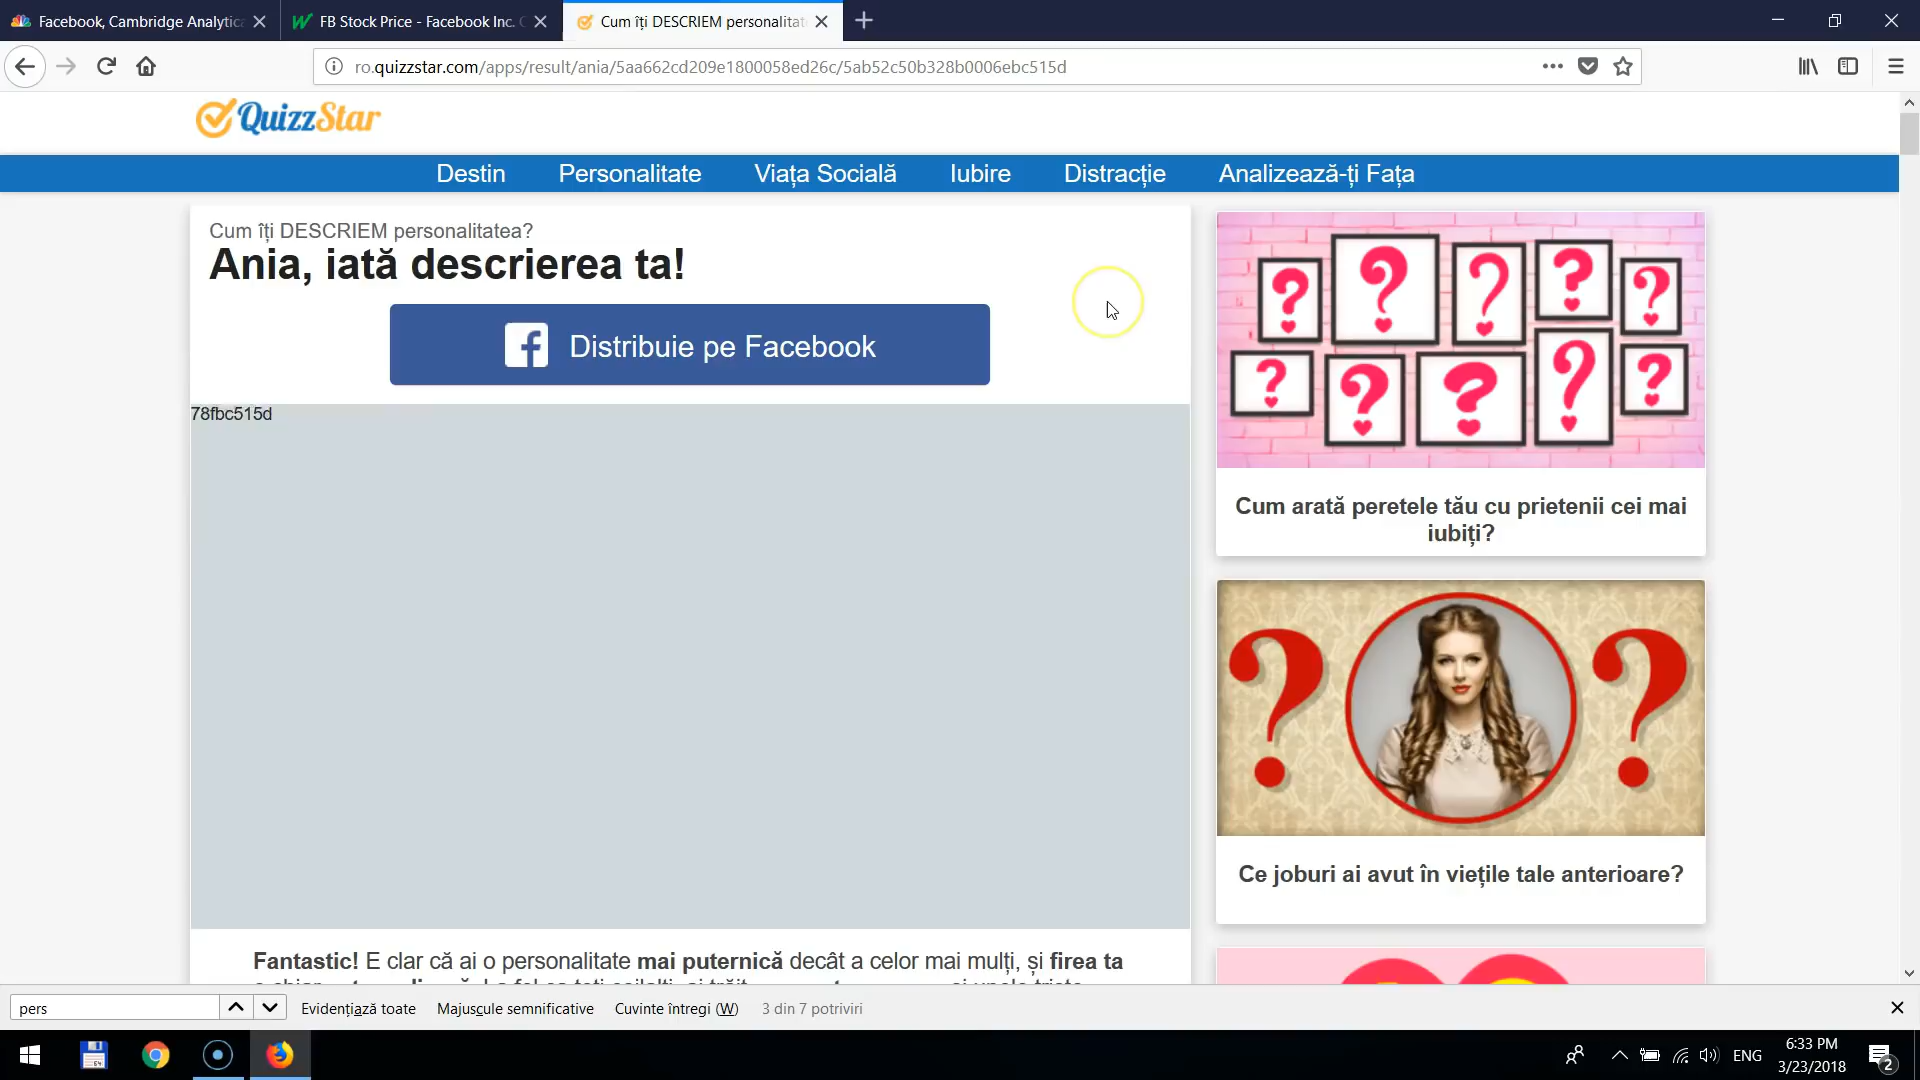 Facebook, Cambridge Analytic
FB Stock Price - Facebook Inc.
Cum îți DESCRIEM personalitat
ro.quizzstar.com/apps/result/ania/5aa662cd209e1800058ed26c/5ab52c50b328b0006ebc515d
QuizzStar
Destin Personalitate Viața Socială Iubire Distracție Analizează-ți Fața
Cum îți DESCRIEM personalitatea?
Ania, iată descrierea ta!
Distribuie pe Facebook
78fbc515d
Cum arată peretele tău cu prietenii cei mai
iubiți?
Ce joburi ai avut în viețile tale anterioare?
Fantastic! E clar că ai o personalitate mai puternică decât a celor mai mulți, și firea ta
pers
Evidențiază toate Majuscule semnificative Cuvinte întregi (W) 3 din 7 potriviri
64
ENG
6:33 PM
3/23/2018
2